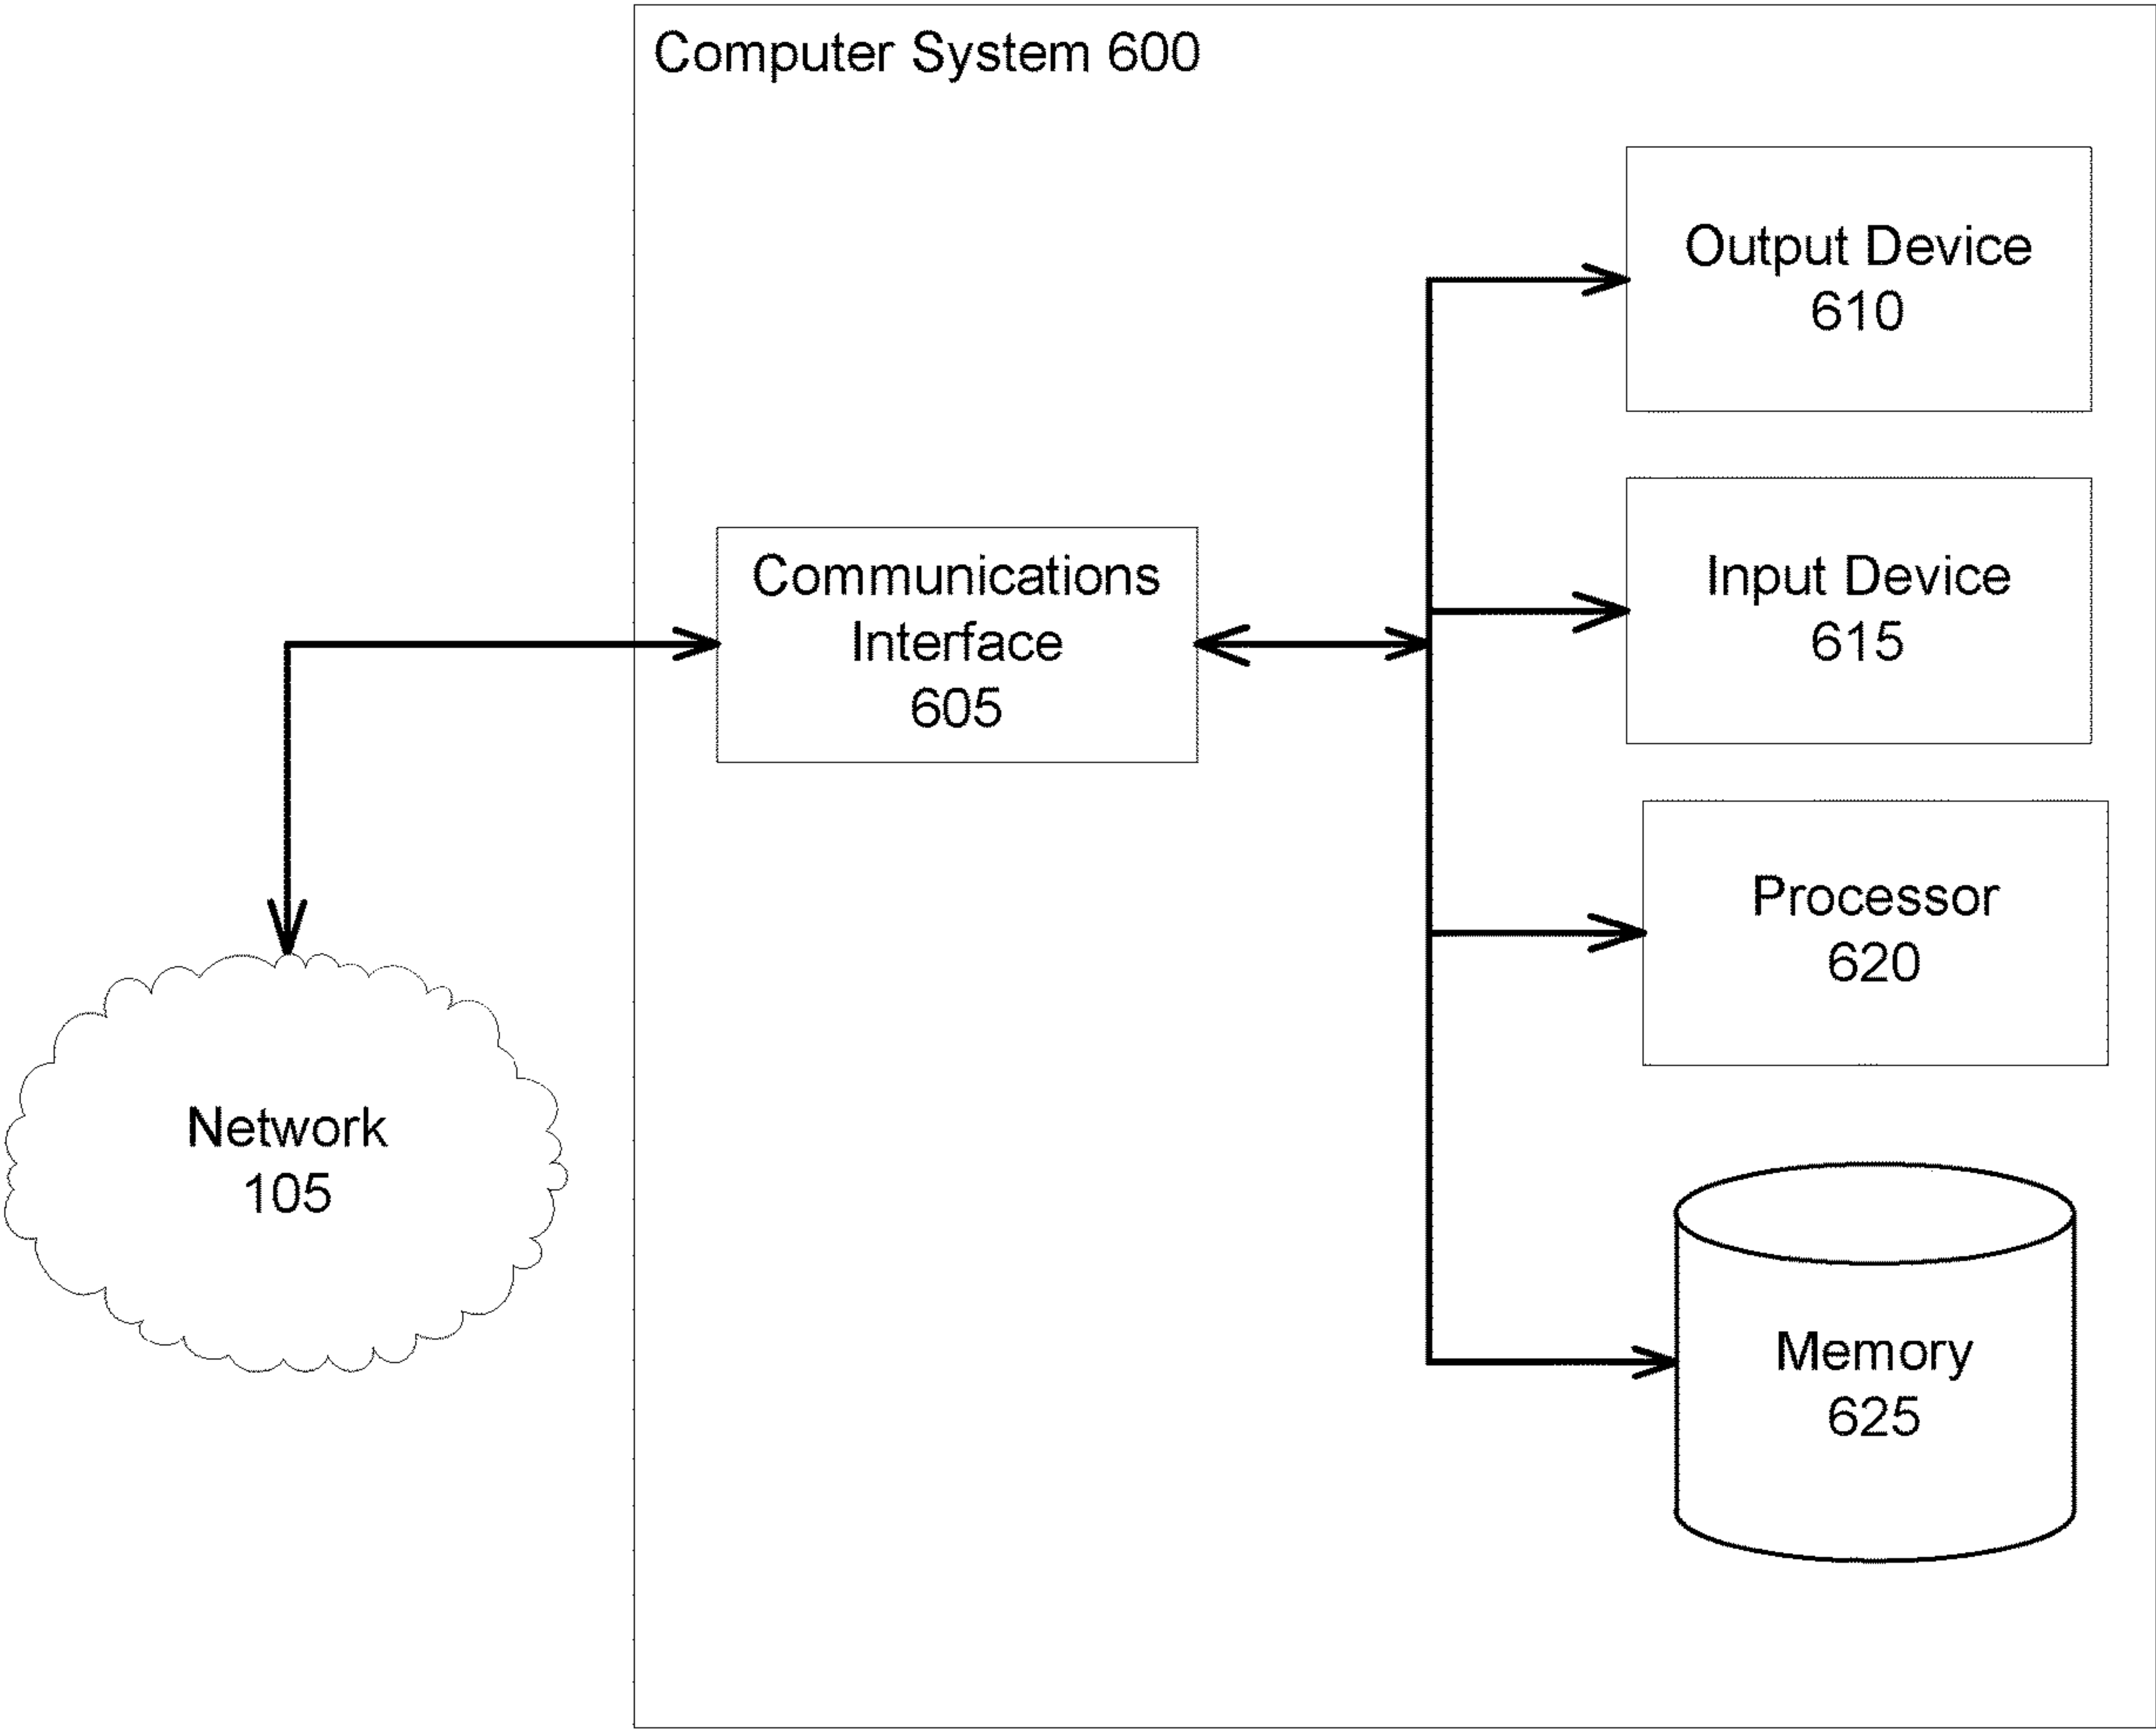 Computer System 600
Output Device
610
Input Device
615
Communications
Interface
605
Processor
620
Network
105
Memory
625